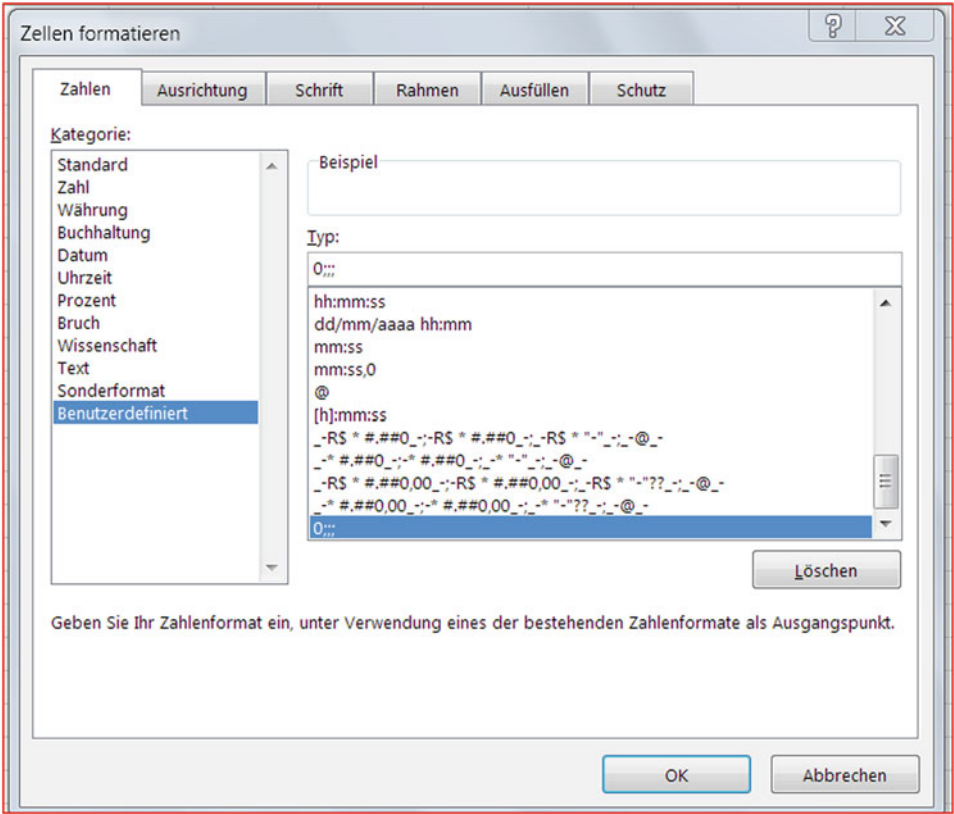 Zellen formatieren
Zahlen Ausrichtung Schrift Rahmen Ausfüllen Schutz
Kategorie:
Standard
Zahl
Währung
Buchhaltung
Datum
Uhrzeit
Prozent
Bruch
Wissenschaft
Text
Sonderformat
Benutzerdefiniert
Beispiel
Typ:
0;;;
hh:mm:ss
dd/mm/aaaa hh:mm
mm:ss
mm:ss,0
@
[h]:mm:ss
_-R$ * #.##0_-;-R$ * #.##0_-;_-R$ * "-"_-;_-@_-
_-* #.##0_-;-* #.##0_-;_-* "-"_-;_-@_-
_-R$ * #.##0,00_-;-R$ * #.##0,00_-;_-R$ * "-"??_-;_-@_-
_-* #.##0,00_-;-* #.##0,00_-;_-* "-"??_-;_-@_-
0;;;
Löschen
Geben Sie Ihr Zahlenformat ein, unter Verwendung eines der bestehenden Zahlenformate als Ausgangspunkt.
OK Abbrechen